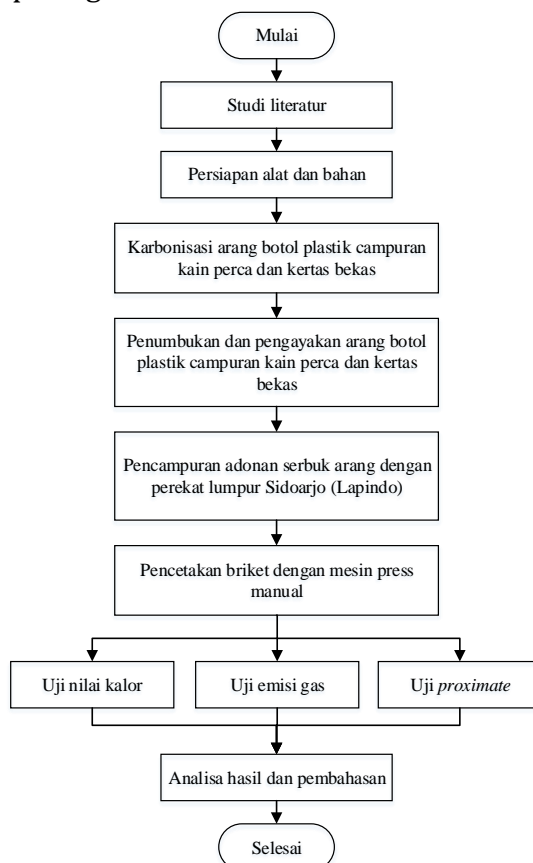 Mulai
Studi literatur
Persiapan alat dan bahan
Karbonisasi arang botol plastik campuran
kain perca dan kertas bekas
Penumbukan dan pengayakan arang botol
plastik campuran kain perca dan kertas
bekas
Pencampuran adonan serbuk arang dengan
perekat lumpur Sidoarjo (Lapindo)
Pencetakan briket dengan mesin press
manual
Uji nilai kalor
Uji emisi gas
Uji proximate
Analisa hasil dan pembahasan
Selesai